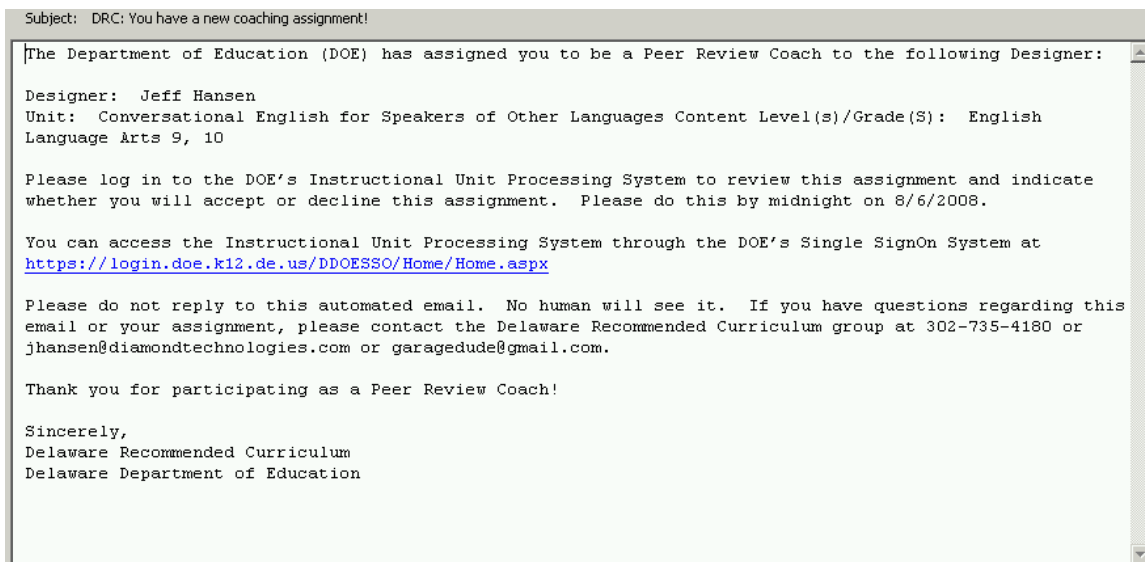 Subject: DRC: You have a new coaching assignment!
The Department of Education (DOE) has assigned you to be a Peer Review Coach to the following Designer:
Designer: Jeff Hansen
Unit: Conversational English for Speakers of Other Languages Content Level(s)/Grade(S): English
Language Arts 9, 10
Please log in to the DOE's Instructional Unit Processing System to review this assignment and indicate
whether you will accept or decline this assignment. Please do this by midnight on 8/6/2008.
You can access the Instructional Unit Processing System through the DOE's Single SignOn System at
https://login.doe.k12.de.us/DDOESSO/Home/Home.aspx
Please do not reply to this automated email. No human will see it. If you have questions regarding this
email or your assignment, please contact the Delaware Recommended Curriculum group at 302-735-4180 or
jhansen@diamondtechnologies.com or garagedude@gmail.com.
Thank you for participating as a Peer Review Coach!
Sincerely,
Delaware Recommended Curriculum
Delaware Department of Education